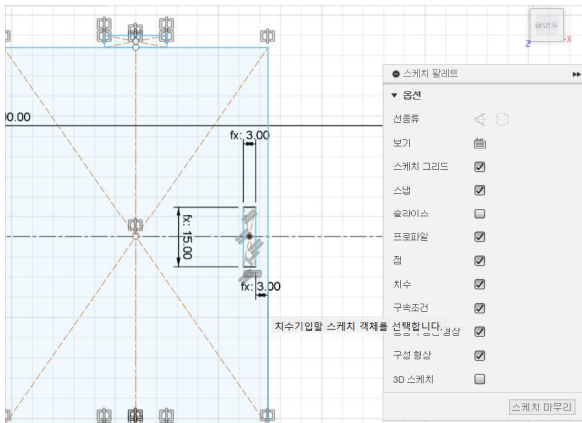 Z
X
00.00
fx: 3.00
fx: 15.00
fx: 3.00
치수기입할 스케치 객체를 선택합니다.
스케치 팔레트
옵션
선종류
보기
스케치 그리드
스냅
슬라이스
프로파일
점
치수
구속조건
형상
구성 형상
3D 스케치
스케치 마무리